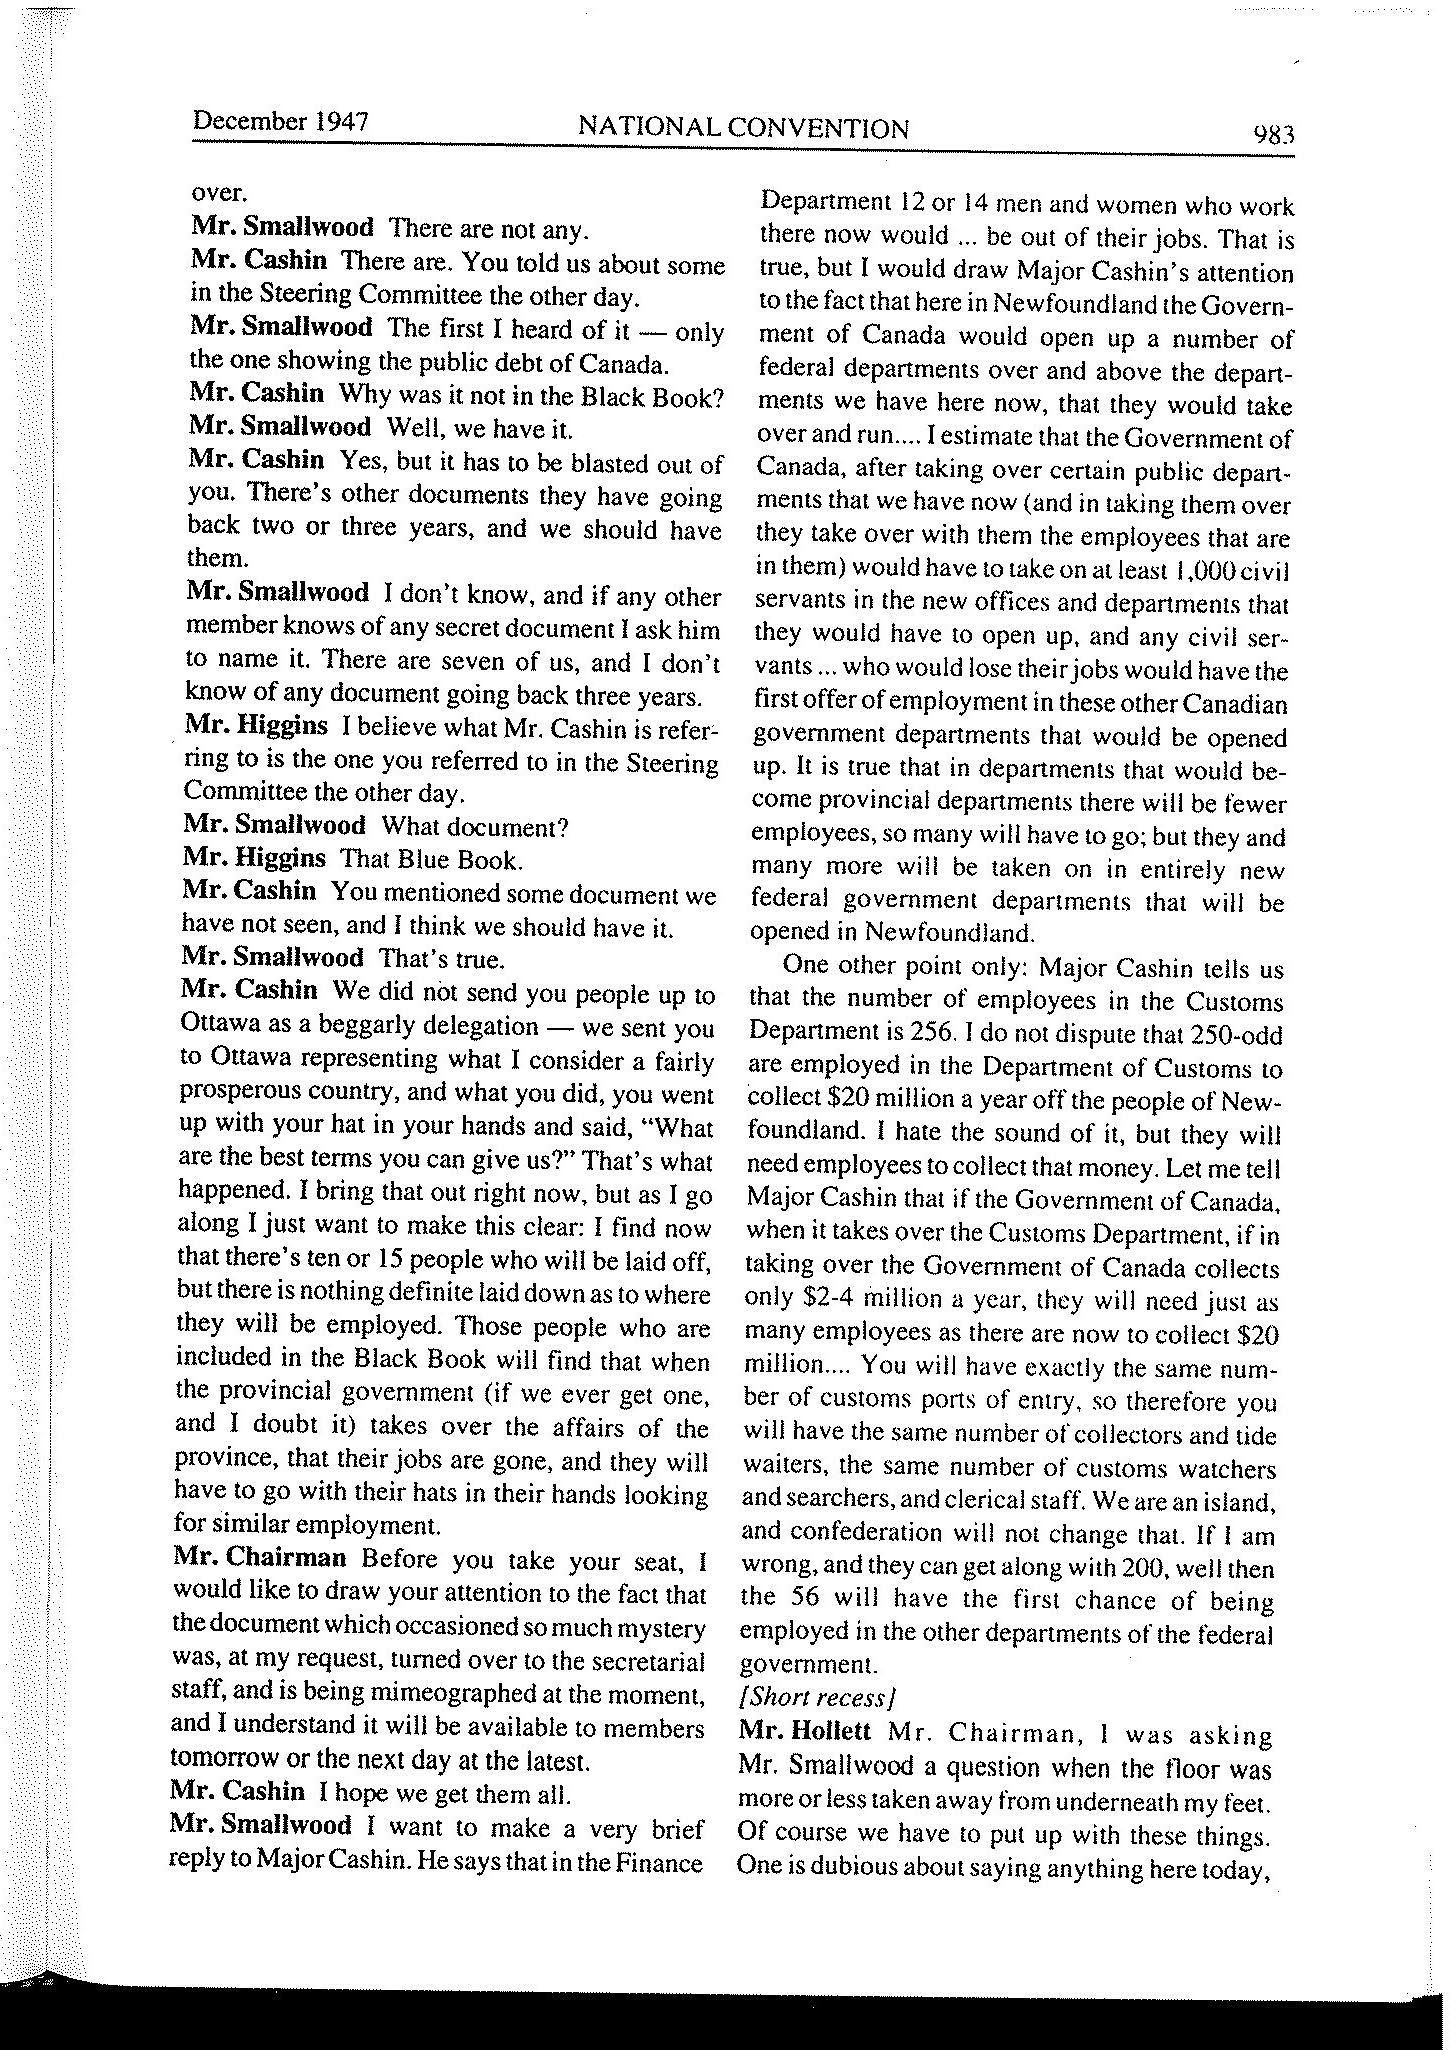 December 1947 NATIONAL CONVENTION 983
over.
Mr. Smallwood There are not any.
Mr. Cashin There are. You told us about some
in the Steering Committee the other day.
Mr. Smallwood The first I heard of it — only
the one showing the public debt of Canada.
Mr. Cashin Why was it not in the Black Book?
Mr. Smallwood Well, we have it.
Mr. Cashin Yes, but it has to be blasted out of
you. There's other documents they have going
back two or three years, and we should have
them.
Mr. Smallwood I don't know, and if any other
member knows of any secret document I ask him
to name it. There are seven of us, and I don't
know of any document going back three years.
Mr. Higgins I believe what Mr. Cashin is refer-
ring to is the one you referred to in the Steering
Committee the other day.
Mr. Smallwood What document?
Mr. Higgins That Blue Book.
Mr. Cashin You mentioned some document we
have not seen, and I think we should have it.
Mr. Smallwood That's true.
Mr. Cashin We did not send you people up to
Ottawa as a beggarly delegation — we sent you
to Ottawa representing what I consider a fairly
prosperous country, and what you did, you went
up with your hat in your hands and said, "What
are the best terms you can give us?" That's what
happened. I bring that out right now, but as I go
along I just want to make this clear: I find now
that there's ten or 15 people who will be laid off,
but there is nothing definite laid down as to where
they will be employed. Those people who are
included in the Black Book will find that when
the provincial government (if we ever get one,
and I doubt it) takes over the affairs of the
province, that their jobs are gone, and they will
have to go with their hats in their hands looking
for similar employment.
Mr. Chairman Before you take your seat, I
would like to draw your attention to the fact that
the document which occasioned so much mystery
was, at my request, turned over to the secretarial
staff, and is being mimeographed at the moment,
and I understand it will be available to members
tomorrow or the next day at the latest.
Mr. Cashin I hope we get them all.
Mr. Smallwood I want to make a very brief
reply to Major Cashin. He says that in the Finance
Department 12 or 14 men and women who work
there now would ... be out of their jobs. That is
true, but I would draw Major Cashin's attention
to the fact that here in Newfoundland the Govern-
ment of Canada would open up a number of
federal departments over and above the depart-
ments we have here now, that they would take
over and run.... I estimate that the Government of
Canada, after taking over certain public depart-
ments that we have now (and in taking them over
they take over with them the employees that are
in them) would have to take on at least 1,000 civil
servants in the new offices and departments that
they would have to open up, and any civil ser-
vants ... who would lose their jobs would have the
first offer of employment in these other Canadian
government departments that would be opened
up. It is true that in departments that would be-
come provincial departments there will be fewer
employees, so many will have to go; but they and
many more will be taken on in entirely new
federal government departments that will be
opened in Newfoundland.
One other point only: Major Cashin tells us
that the number of employees in the Customs
Department is 256. I do not dispute that 250-odd
are employed in the Department of Customs to
collect $20 million a year off the people of New-
foundland. I hate the sound of it, but they will
need employees to collect that money. Let me tell
Major Cashin that if the Government of Canada,
when it takes over the Customs Department, if in
taking over the Government of Canada collects
only $2-4 million a year, they will need just as
many employees as there are now to collect $20
million.... You will have exactly the same num-
ber of customs ports of entry, so therefore you
will have the same number of collectors and tide
waiters, the same number of customs watchers
and searchers, and clerical staff. We are an island,
and confederation will not change that. If I am
wrong, and they can get along with 200, well then
the 56 will have the first chance of being
employed in the other departments of the federal
government.
[Short recess]
Mr. Hollett Mr. Chairman, I was asking
Mr. Smallwood a question when the floor was
more or less taken away from underneath my feet.
Of course we have to put up with these things.
One is dubious about saying anything here today,